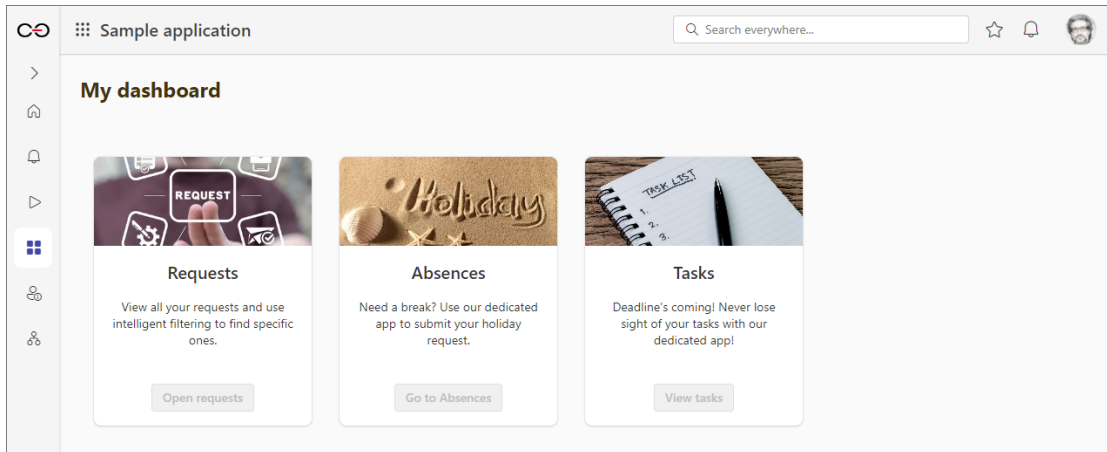 Sample application
Search everywhere...
My dashboard
REQUEST
Holiday
TASK LIST
1.
2.
3.
Requests
Absences
Tasks
View all your requests and use
intelligent filtering to find specific
ones.
Need a break? Use our dedicated
app to submit your holiday
request.
Deadline's coming! Never lose
sight of your tasks with our
dedicated app!
Open requests
Go to Absences
View tasks